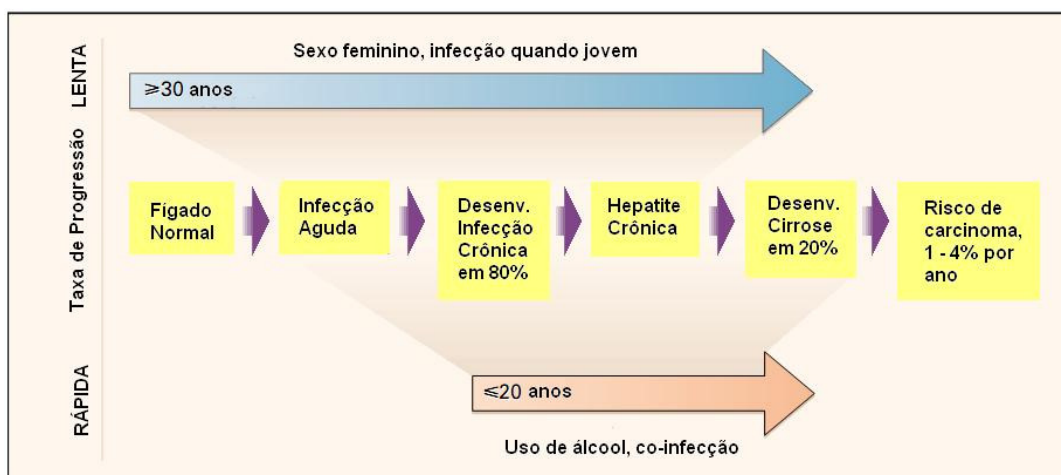 LENTA
Taxa de Progressão
RÁPIDA
Sexo feminino, infecção quando jovem
⩾30 anos
Fígado
Normal
Infecção
Aguda
Desenv.
Infecção
Crônica
em 80%
Hepatite
Crônica
Desenv.
Cirrose
em 20%
Risco de
carcinoma,
1 - 4% por
ano
⩽20 anos
Uso de álcool, co-infecção